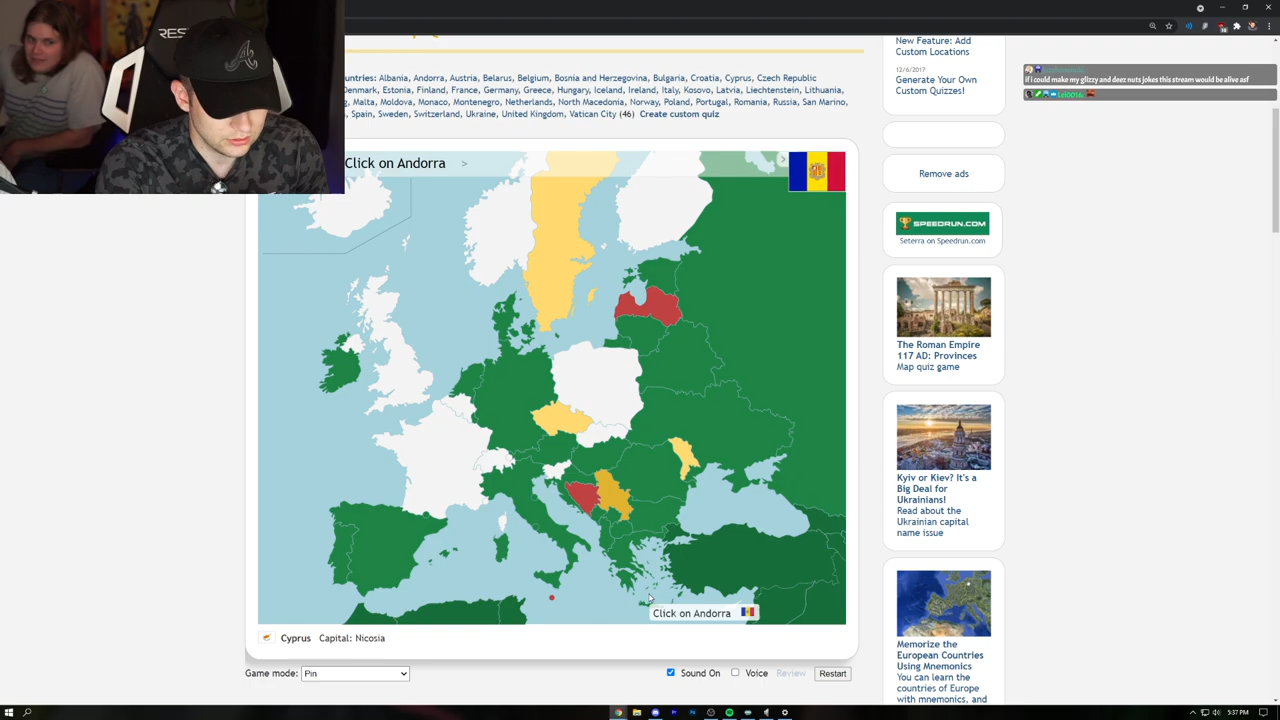 RES
New Feature: Add
Custom Locations
12/6/2017
Generate Your Own
Custom Quizzes!
untries: Albania, Andorra, Austria, Belarus, Belgium, Bosnia and Herzegovina, Bulgaria, Croatia, Cyprus, Czech Republic
Denmark, Estonia, Finland, France, Germany, Greece, Hungary, Iceland, Ireland, Italy, Kosovo, Latvia, Liechtenstein, Lithuania,
g, Malta, Moldova, Monaco, Montenegro, Netherlands, North Macedonia, Norway, Poland, Portugal, Romania, Russia, San Marino,
, Spain, Sweden, Switzerland, Ukraine, United Kingdom, Vatican City (46) Create custom quiz
if i could make my glizzy and deez nuts jokes this stream would be alive asf
Click on Andorra >
Remove ads
SPEEDRUN.COM
Seterra on Speedrun.com
The Roman Empire
117 AD: Provinces
Map quiz game
Kyiv or Kiev? It's a
Big Deal for
Ukrainians!
Read about the
Ukrainian capital
name issue
Click on Andorra
Cyprus Capital: Nicosia
Memorize the
European Countries
Using Mnemonics
You can learn the
countries of Europe
with mnemonics, and
Game mode: Pin
Sound On Voice Review Restart
5:37 PM